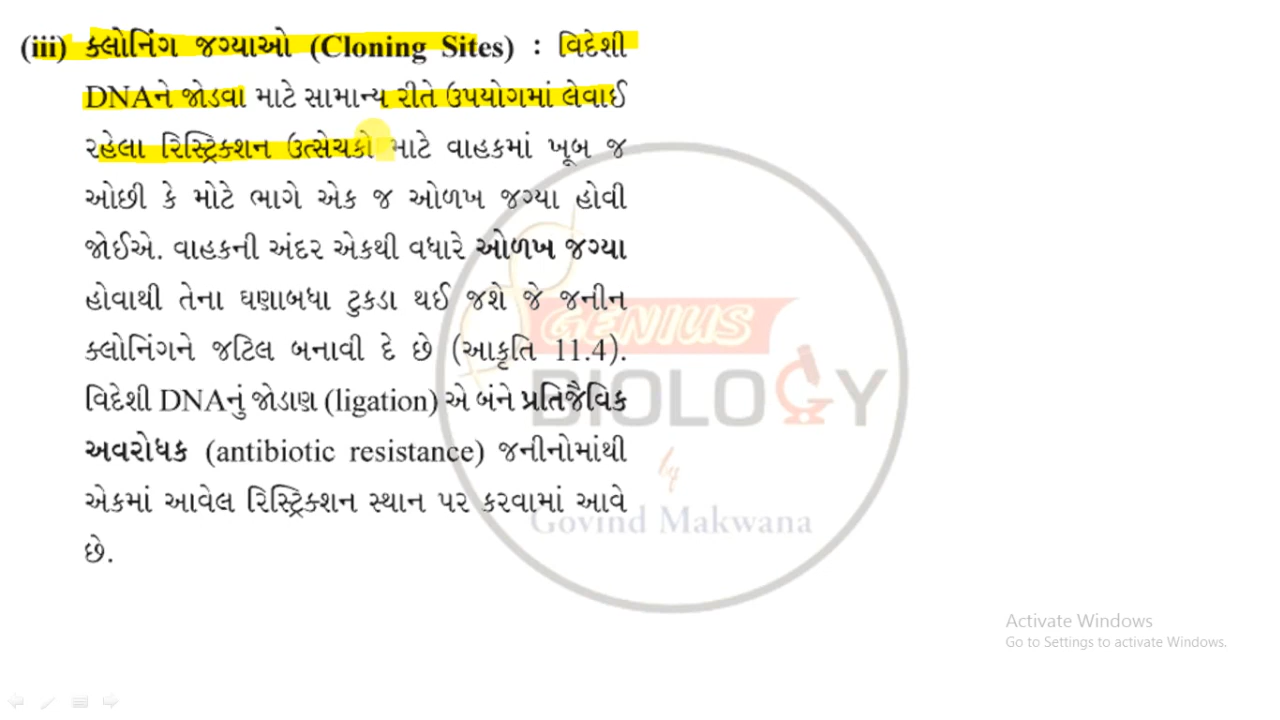 (iii) ક્લોનિંગ જગ્યાઓ (Cloning Sites) : વિદેશી
DNAને જોડવા માટે સામાન્ય રીતે ઉપયોગમાં લેવાઈ
રહેલા રિસ્ટ્રિક્શન ઉત્સેચકો માટે વાહકમાં ખૂબ જ
ઓછી કે મોટે ભાગે એક જ ઓળખ જગ્યા હોવી
જોઈએ. વાહકની અંદર એકથી વધારે ઓળખ જગ્યા
હોવાથી તેના ઘણાબધા ટુકડા થઈ જશે જે જનીન
ક્લોનિંગને જટિલ બનાવી દે છે (આકૃતિ 11.4).
વિદેશી DNAનું જોડાણ (ligation) એ બંને પ્રતિજૈવિક
અવરોધક (antibiotic resistance) જનીનોમાંથી
એકમાં આવેલ રિસ્ટ્રિક્શન સ્થાન પર કરવામાં આવે
છે.
GENIUS
BIOLOGY
by
Govind Makwana
Activate Windows
Go to Settings to activate Windows.